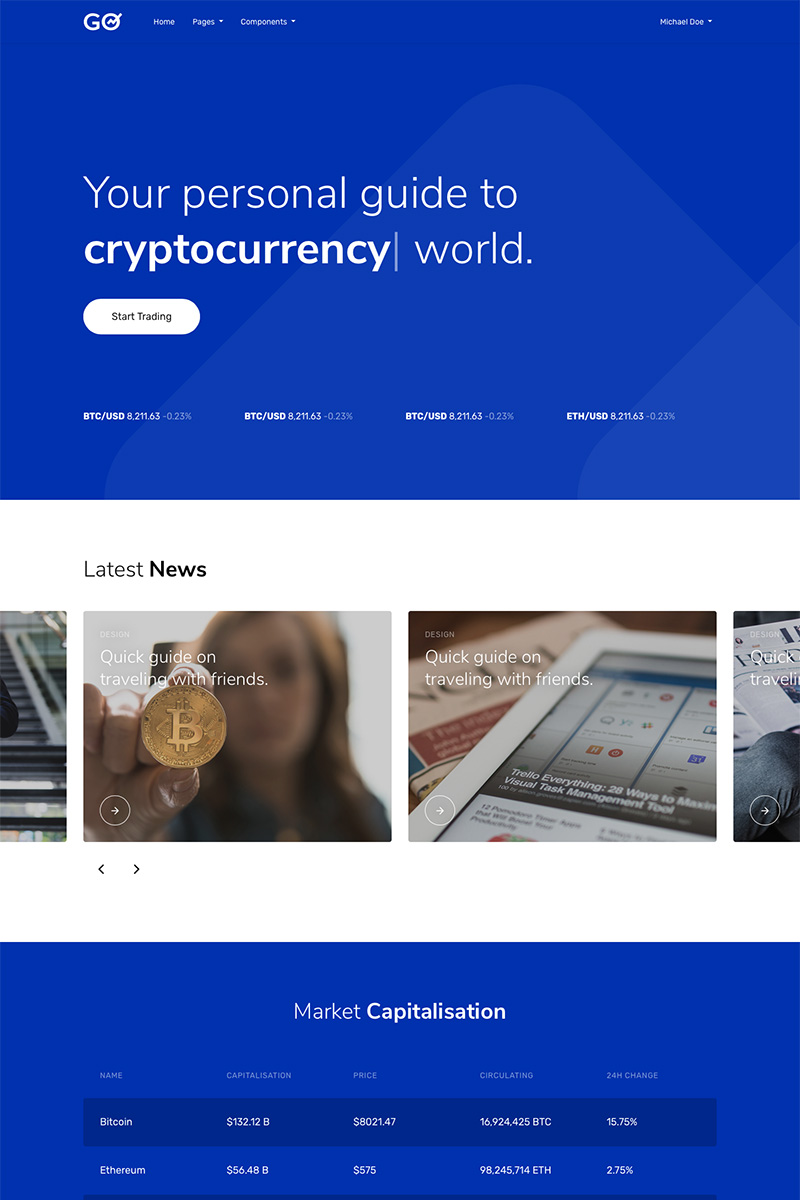 GO
Home Pages Components Michael Doe
Your personal guide to
cryptocurrency| world.
Start Trading
BTC/USD 8,211.63 -0.23% BTC/USD 8,211.63 -0.23% BTC/USD 8,211.63 -0.23% ETH/USD 8,211.63 -0.23%
Latest News
DESIGN
Quick guide on
traveling with friends.
DESIGN
Quick guide on
traveling with friends.
Trello Everything: 28 Ways to Maxim
Visual Task Management Tool
12 Pomodoro Timer Apps
that Will Boost Your
Productivity
DESIGN
Quick
traveli
Market Capitalisation
NAME CAPITALISATION PRICE CIRCULATING 24H CHANGE
Bitcoin $132.12 B $8021.47 16,924,425 BTC 15.75%
Ethereum $56.48 B $575 98,245,714 ETH 2.75%